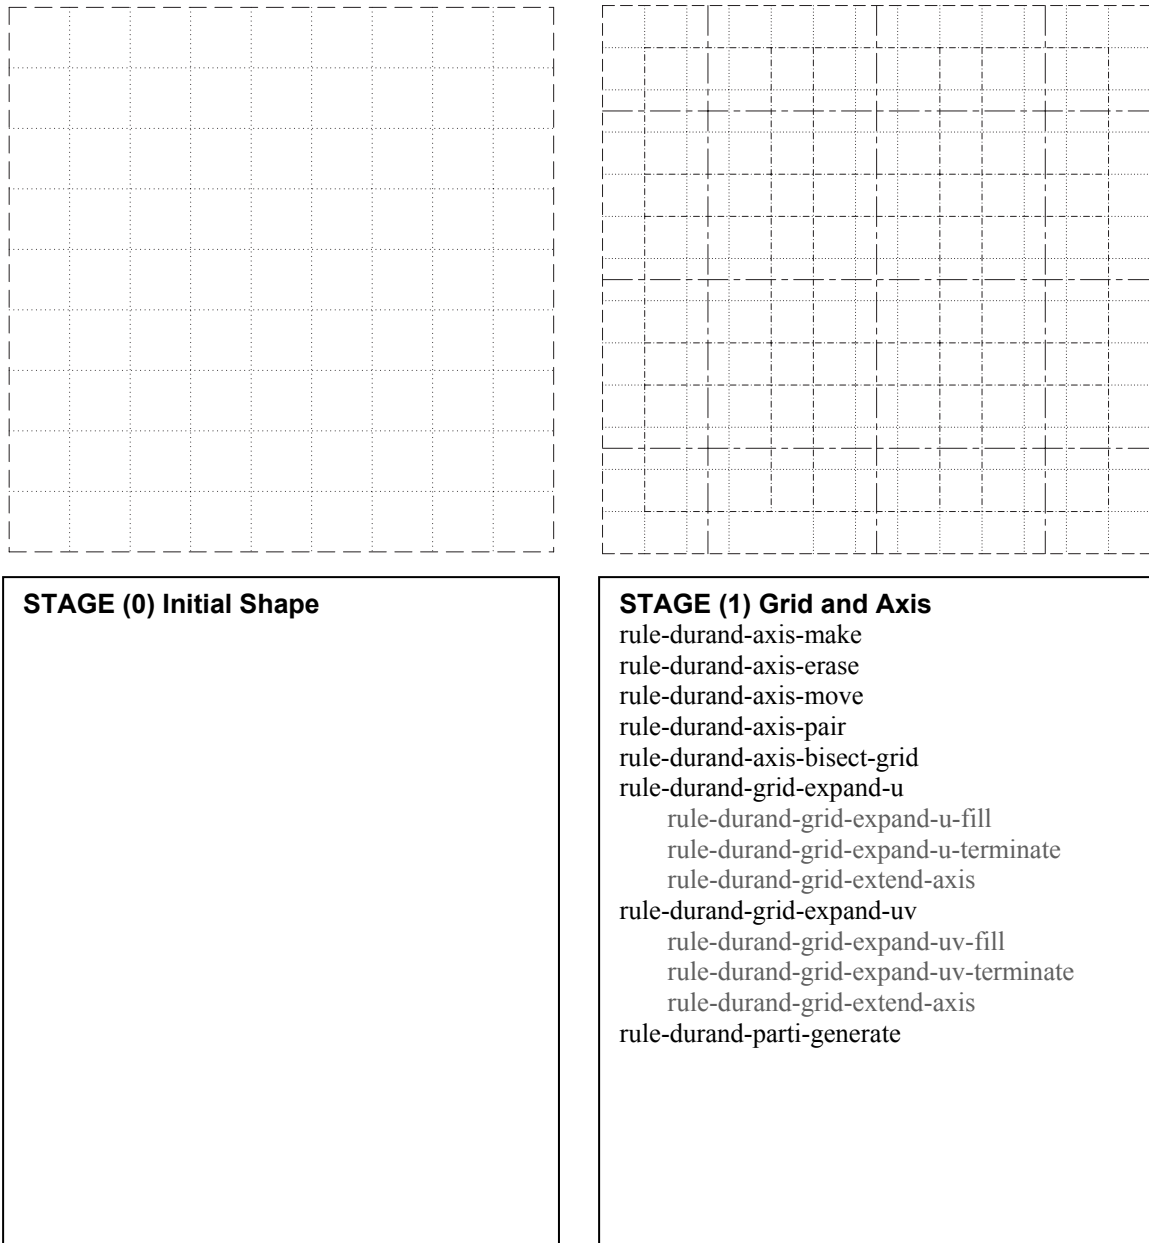 STAGE (0) Initial Shape
STAGE (1) Grid and Axis
rule-durand-axis-make
rule-durand-axis-erase
rule-durand-axis-move
rule-durand-axis-pair
rule-durand-axis-bisect-grid
rule-durand-grid-expand-u
rule-durand-grid-expand-u-fill
rule-durand-grid-expand-u-terminate
rule-durand-grid-extend-axis
rule-durand-grid-expand-uv
rule-durand-grid-expand-uv-fill
rule-durand-grid-expand-uv-terminate
rule-durand-grid-extend-axis
rule-durand-parti-generate